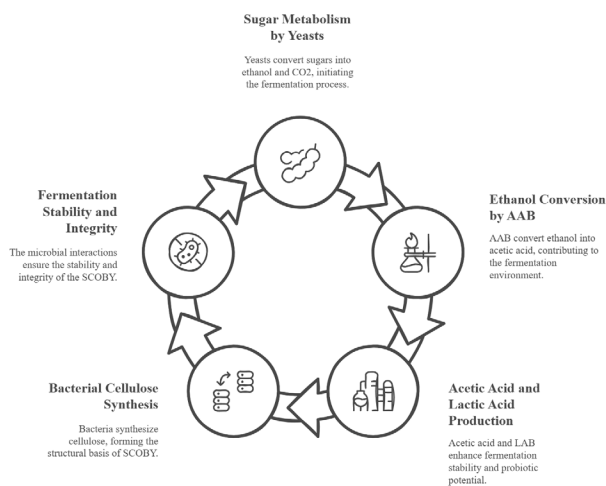 Sugar Metabolism
by Yeasts
Yeasts convert sugars into
ethanol and CO2, initiating
the fermentation process.
Ethanol Conversion
by AAB
AAB convert ethanol into
acetic acid, contributing to
the fermentation
environment.
Acetic Acid and
Lactic Acid
Production
Acetic acid and LAB
enhance fermentation
stability and probiotic
potential.
Bacterial Cellulose
Synthesis
Bacteria synthesize
cellulose, forming the
structural basis of SCOBY.
Fermentation
Stability and
Integrity
The microbial interactions
ensure the stability and
integrity of the SCOBY.